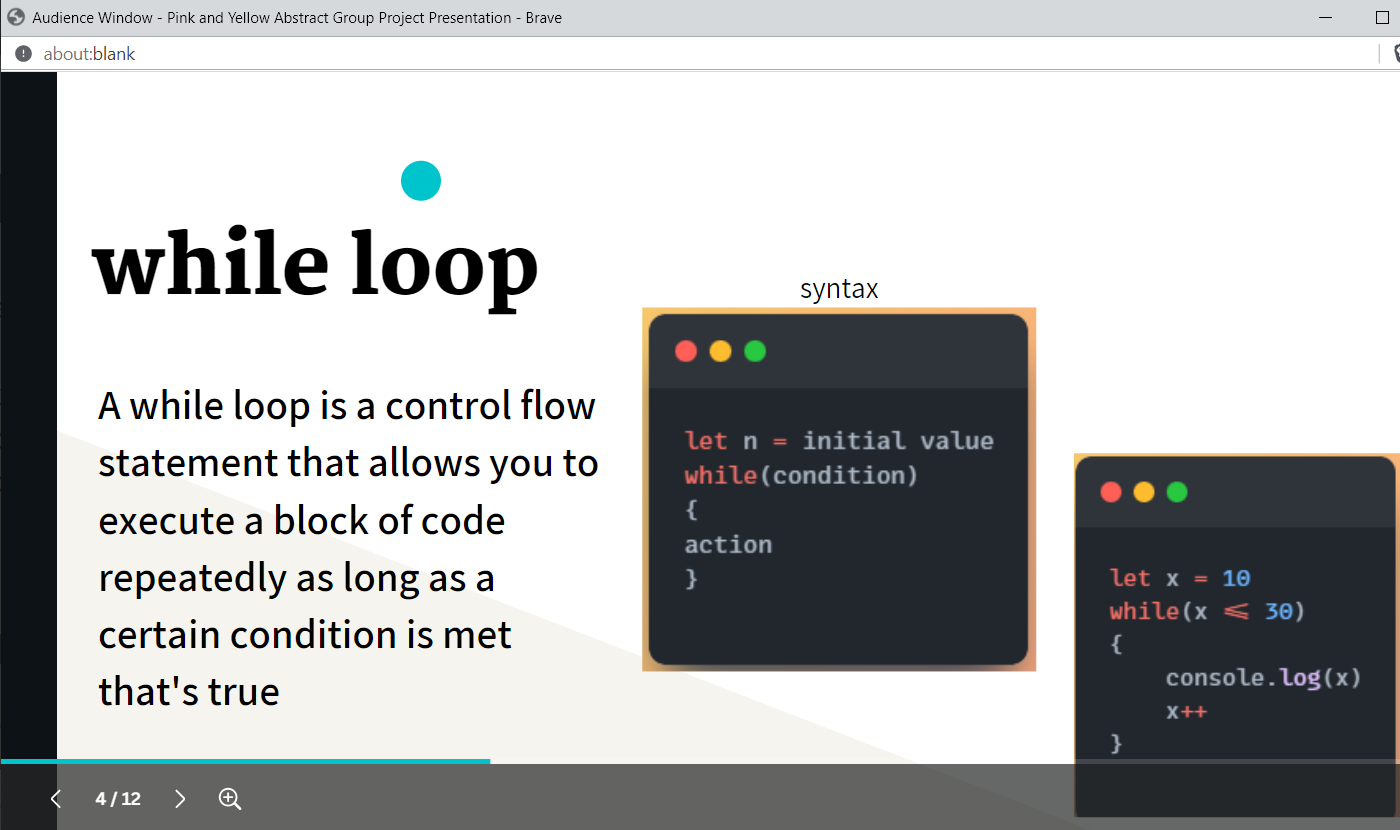 Audience Window - Pink and Yellow Abstract Group Project Presentation - Brave
about:blank
while loop
A while loop is a control flow
statement that allows you to
execute a block of code
repeatedly as long as a
certain condition is met
that's true
syntax
let n = initial value
while(condition)
{
action
}
let x = 10
while(x <= 30)
{
console.log(x)
x++
}
4 / 12